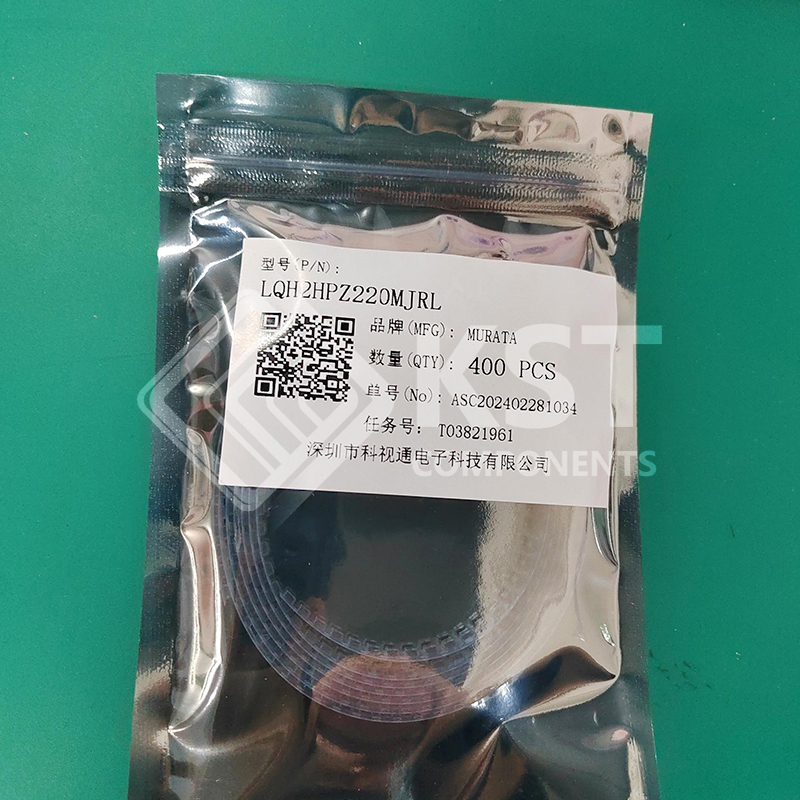 型号(P/N):
LQH2HPZ220MJRL
品牌(MFG): MURATA
数量(QTY): 400 PCS
单号(No): ASC202402281034
任务号: T03821961
深圳市科视通电子科技有限公司
KST
COMPONENTS